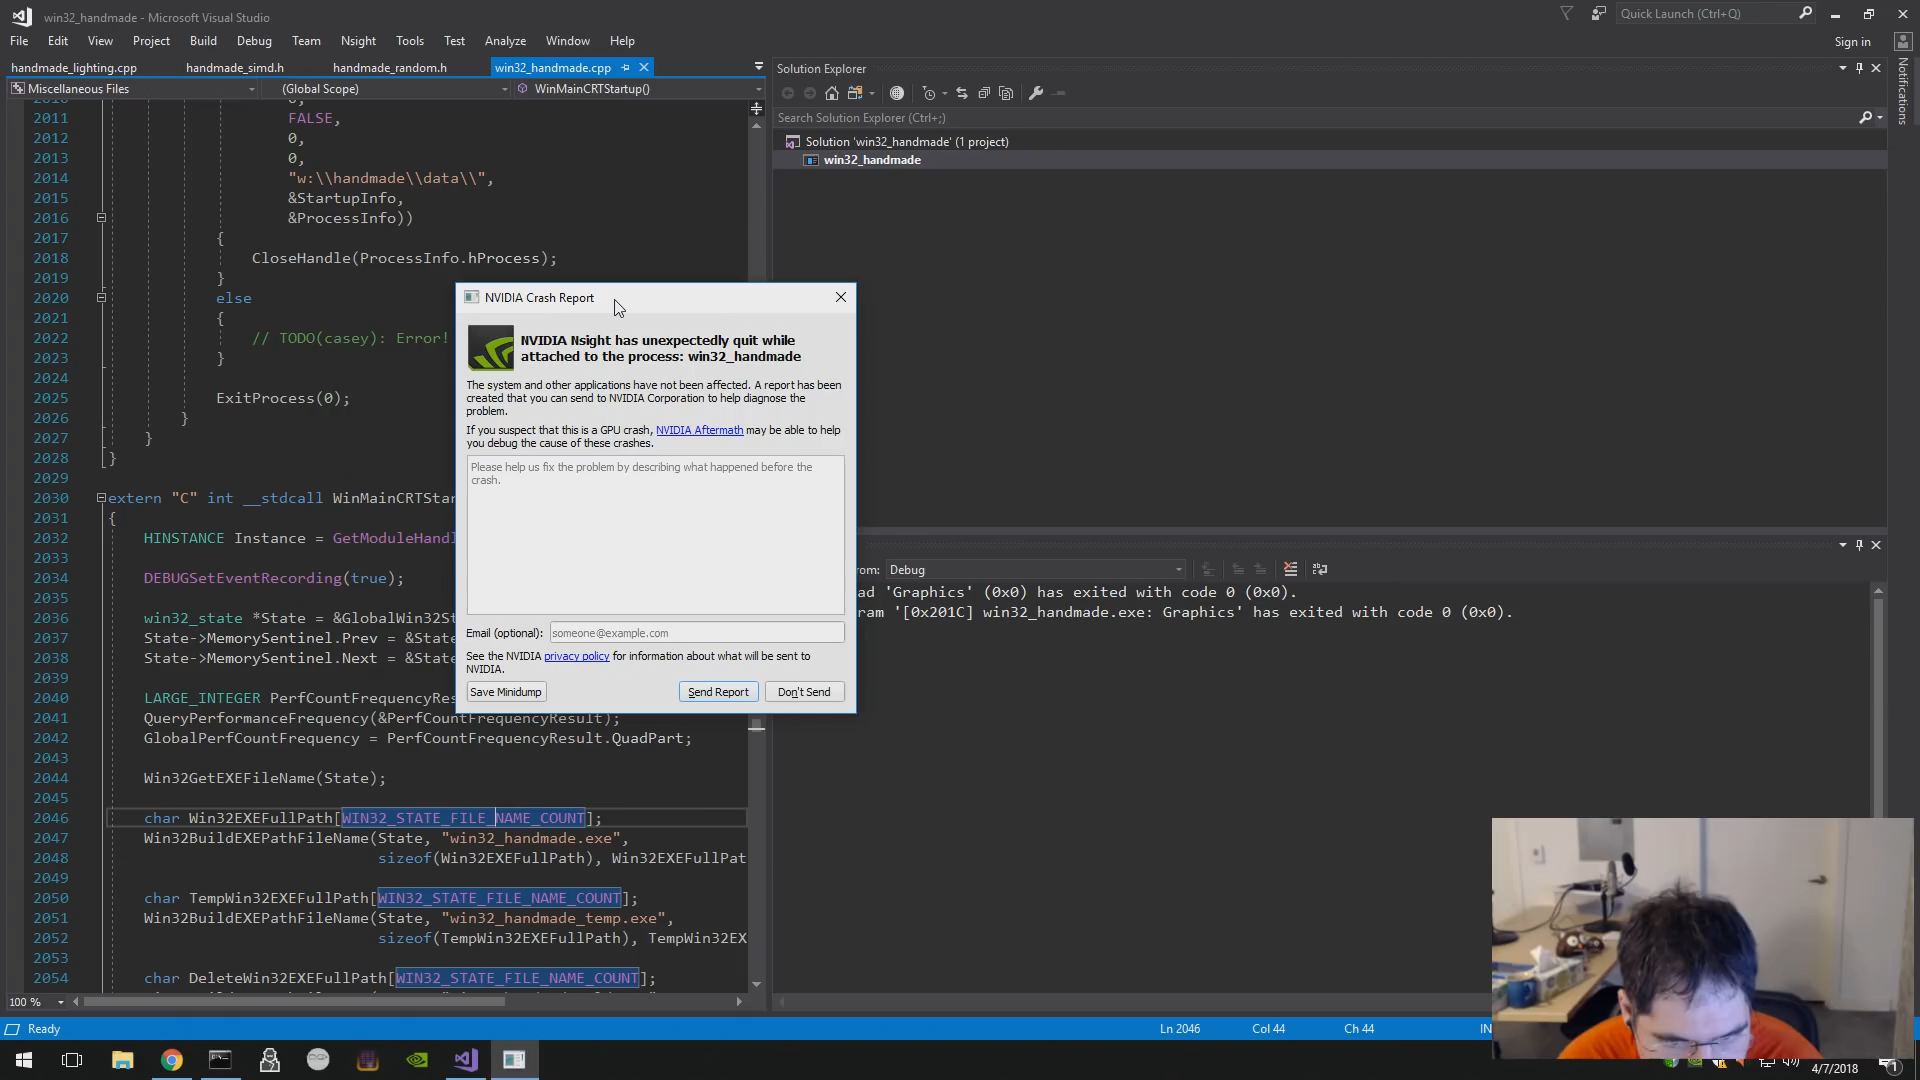 win32_handmade - Microsoft Visual Studio
Quick Launch (Ctrl+Q)
File Edit View Project Build Debug Team Nsight Tools Test Analyze Window Help
Sign in
handmade_lighting.cpp handmade_simd.h handmade_random.h win32_handmade.cpp
Miscellaneous Files (Global Scope) WinMainCRTStartup()
2011 FALSE,
2012 0,
2013 0,
2014 "w:\\handmade\\data\\",
2015 &StartupInfo,
2016 &ProcessInfo))
2017 {
2018 CloseHandle(ProcessInfo.hProcess);
2019 }
2020 else
2021 {
2022 // TODO(casey): Error!
2023 }
2024
2025 ExitProcess(0);
2026 }
2027 }
2028 }
2029
2030 extern "C" int __stdcall WinMainCRTStar
2031 {
2032 HINSTANCE Instance = GetModuleHandl
2033
2034 DEBUGSetEventRecording(true);
2035
2036 win32_state *State = &GlobalWin32St
2037 State->MemorySentinel.Prev = &State
2038 State->MemorySentinel.Next = &State
2039
2040 LARGE_INTEGER PerfCountFrequencyRes
2041 QueryPerformanceFrequency(&PerfCountFrequencyResult);
2042 GlobalPerfCountFrequency = PerfCountFrequencyResult.QuadPart;
2043
2044 Win32GetEXEFileName(State);
2045
2046 char Win32EXEFullPath[WIN32_STATE_FILE_NAME_COUNT];
2047 Win32BuildEXEPathFileName(State, "win32_handmade.exe",
2048 sizeof(Win32EXEFullPath), Win32EXEFullPat
2049
2050 char TempWin32EXEFullPath[WIN32_STATE_FILE_NAME_COUNT];
2051 Win32BuildEXEPathFileName(State, "win32_handmade_temp.exe",
2052 sizeof(TempWin32EXEFullPath), TempWin32EX
2053
2054 char DeleteWin32EXEFullPath[WIN32_STATE_FILE_NAME_COUNT];
100 %
NVIDIA Crash Report
NVIDIA Nsight has unexpectedly quit while
attached to the process: win32_handmade
The system and other applications have not been affected. A report has been
created that you can send to NVIDIA Corporation to help diagnose the
problem.
If you suspect that this is a GPU crash, NVIDIA Aftermath may be able to help
you debug the cause of these crashes.
Please help us fix the problem by describing what happened before the
crash.
Email (optional): someone@example.com
See the NVIDIA privacy policy for information about what will be sent to
NVIDIA.
Save Minidump Send Report Don't Send
Solution Explorer
Search Solution Explorer (Ctrl+;)
Solution 'win32_handmade' (1 project)
win32_handmade
Notifications
rom: Debug
ad 'Graphics' (0x0) has exited with code 0 (0x0).
ram '[0x201C] win32_handmade.exe: Graphics' has exited with code 0 (0x0).
Ready Ln 2046 Col 44 Ch 44 IN
4/7/2018
1